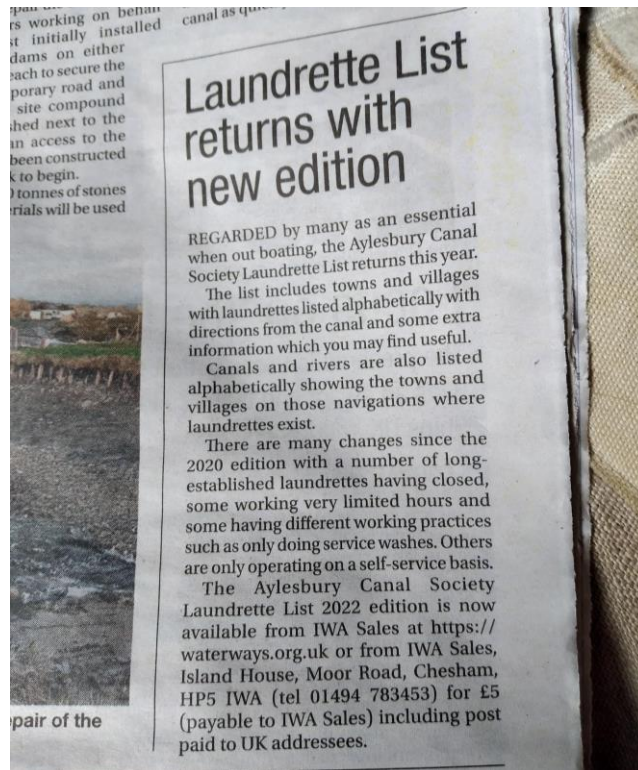 rs working on behalf
st initially installed
dams on either
each to secure the
porary road and
site compound
shed next to the
an access to the
been constructed
k to begin.
tonnes of stones
rials will be used
pair of the
canal as
Laundrette List
returns with
new edition
REGARDED by many as an essential
when out boating, the Aylesbury Canal
Society Laundrette List returns this year.
The list includes towns and villages
with laundrettes listed alphabetically with
directions from the canal and some extra
information which you may find useful.
Canals and rivers are also listed
alphabetically showing the towns and
villages on those navigations where
laundrettes exist.
There are many changes since the
2020 edition with a number of long-
established laundrettes having closed,
some working very limited hours and
some having different working practices
such as only doing service washes. Others
are only operating on a self-service basis.
The Aylesbury Canal Society
Laundrette List 2022 edition is now
available from IWA Sales at https://
waterways.org.uk or from IWA Sales,
Island House, Moor Road, Chesham,
HP5 IWA (tel 01494 783453) for £5
(payable to IWA Sales) including post
paid to UK addressees.